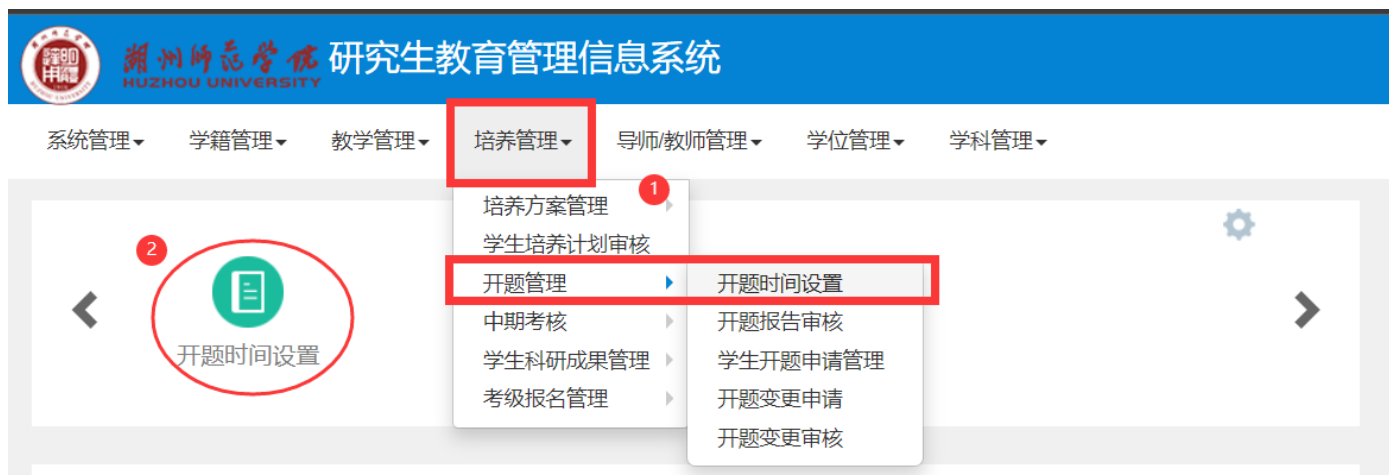 湖州师范学院 研究生教育管理信息系统
HUZHOU UNIVERSITY
系统管理 学籍管理 教学管理 培养管理 导师/教师管理 学位管理 学科管理
1
培养方案管理
学生培养计划审核
开题管理
中期考核
学生科研成果管理
考级报名管理
开题时间设置
开题报告审核
学生开题申请管理
开题变更申请
开题变更审核
2
开题时间设置